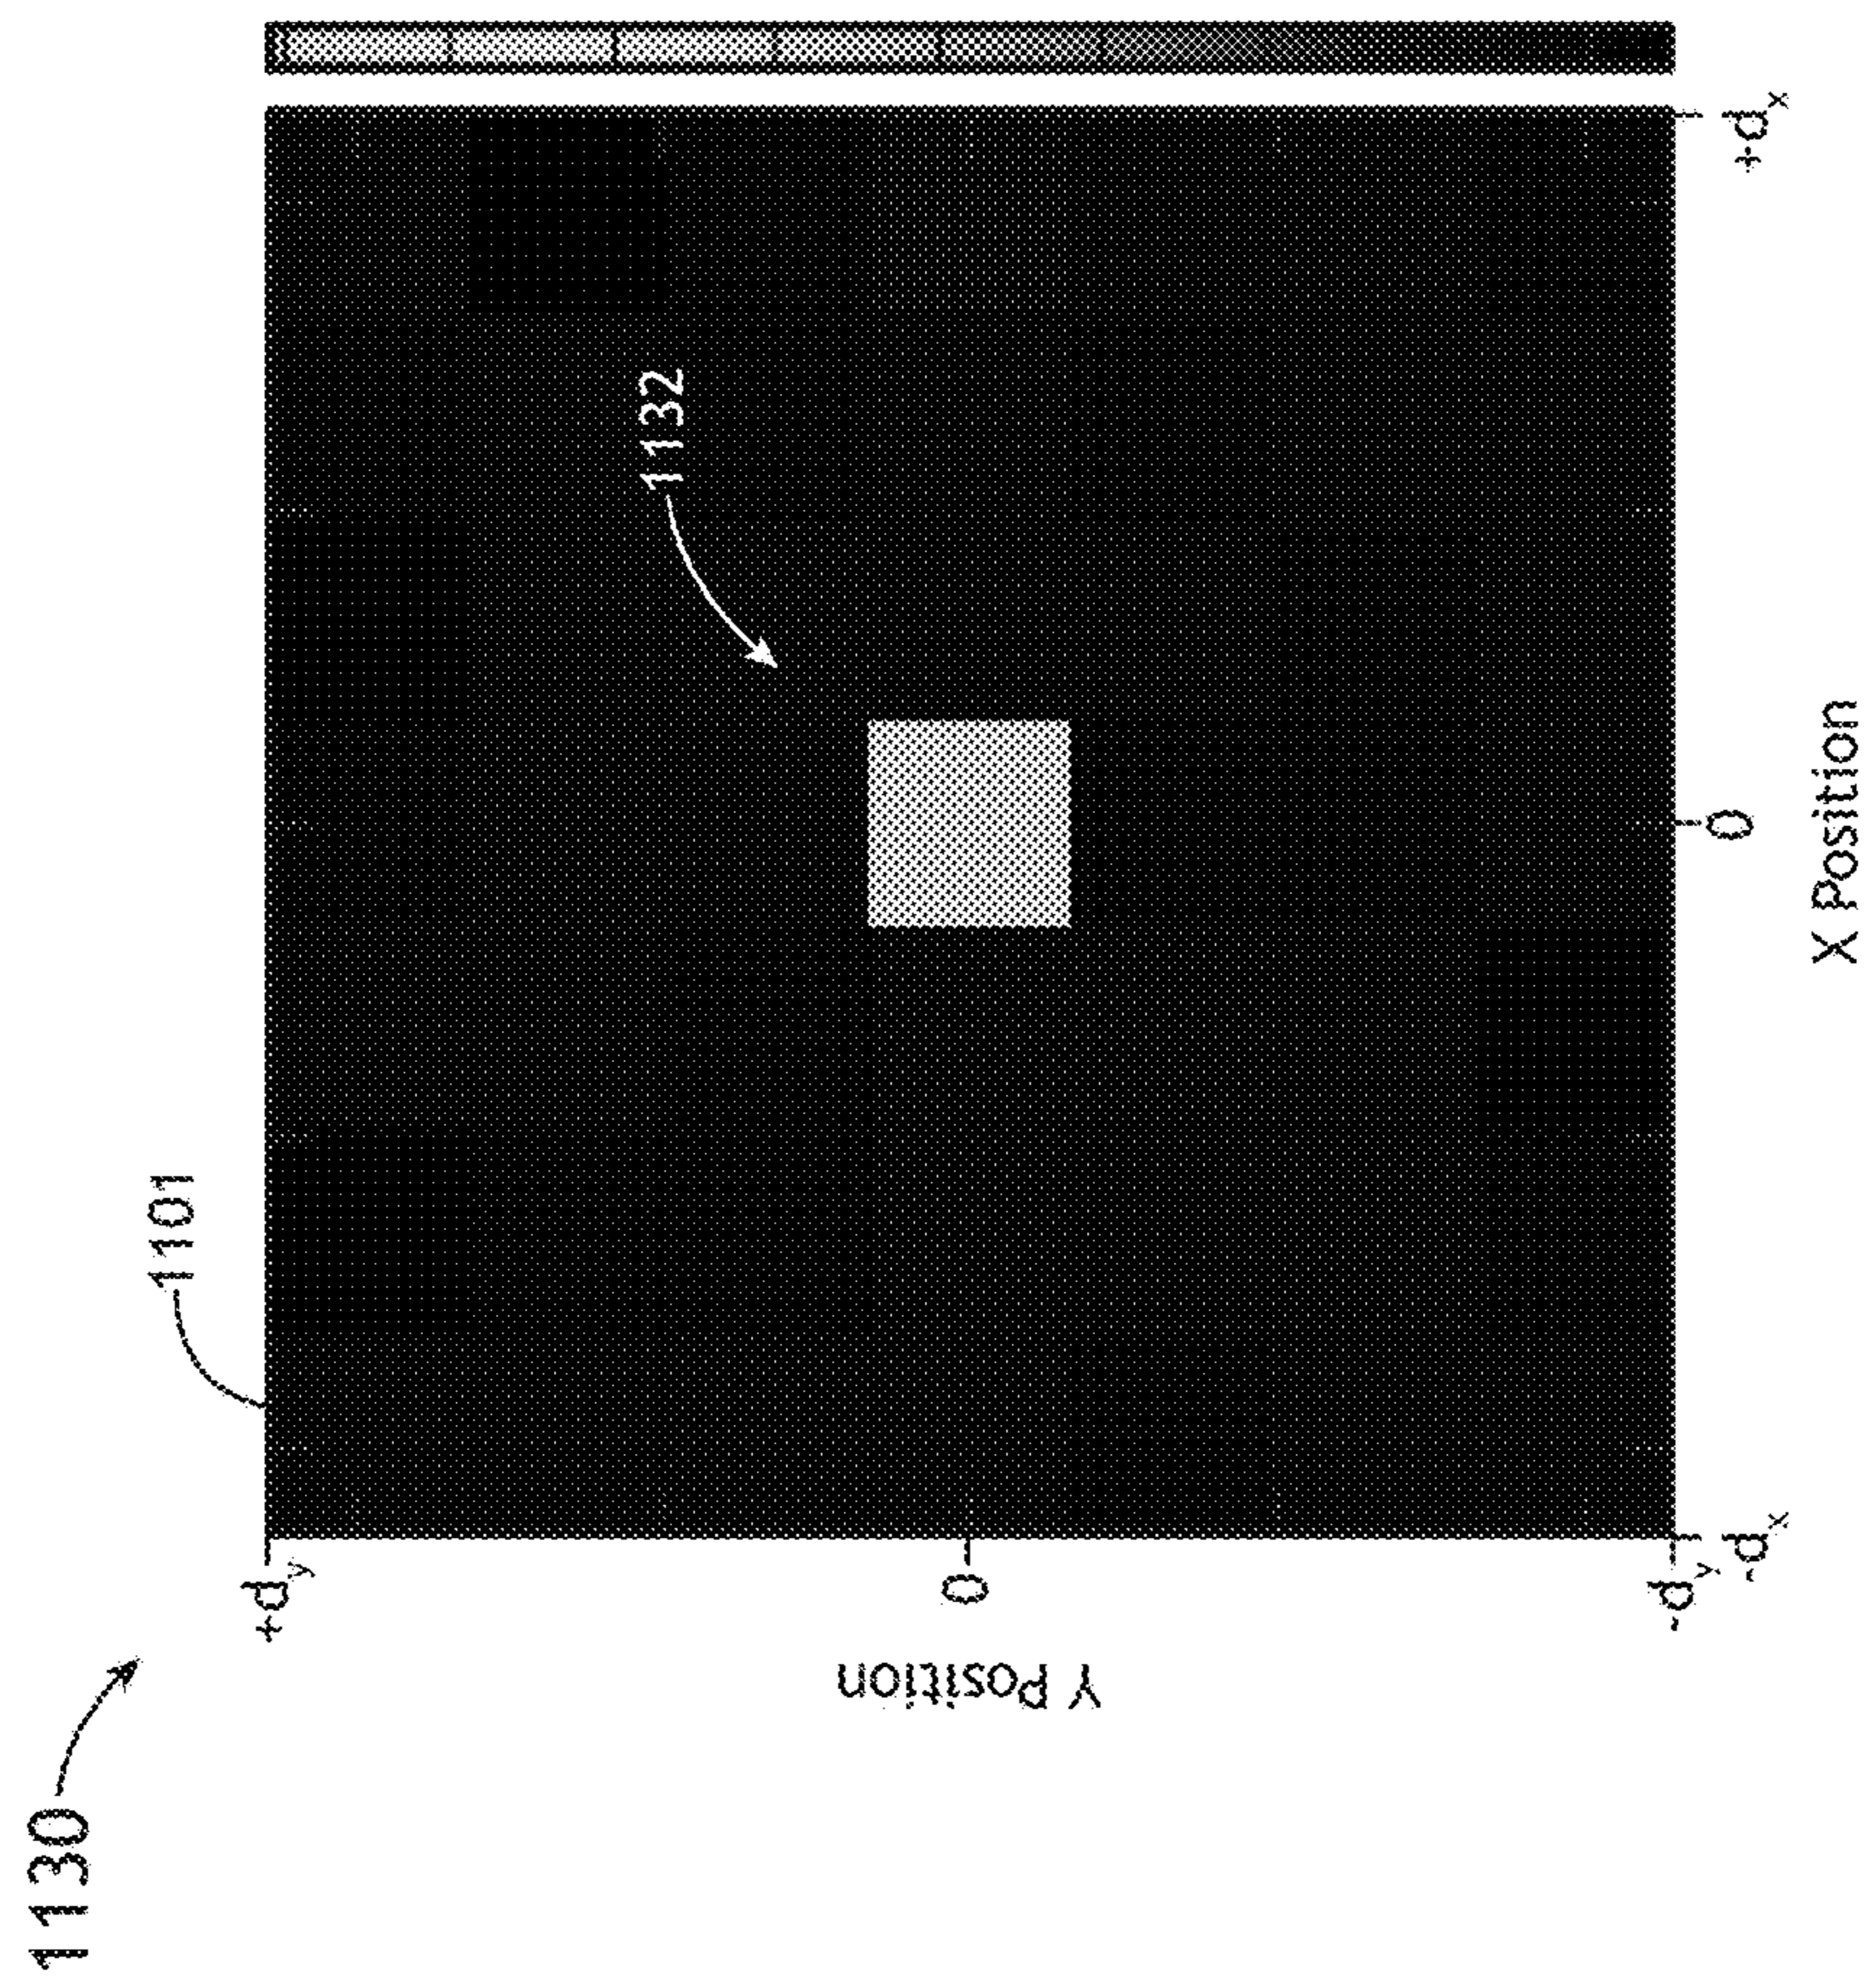 1130
1101
1132
+dy
0
-dy
Y Position
-dx
0
+dx
X Position